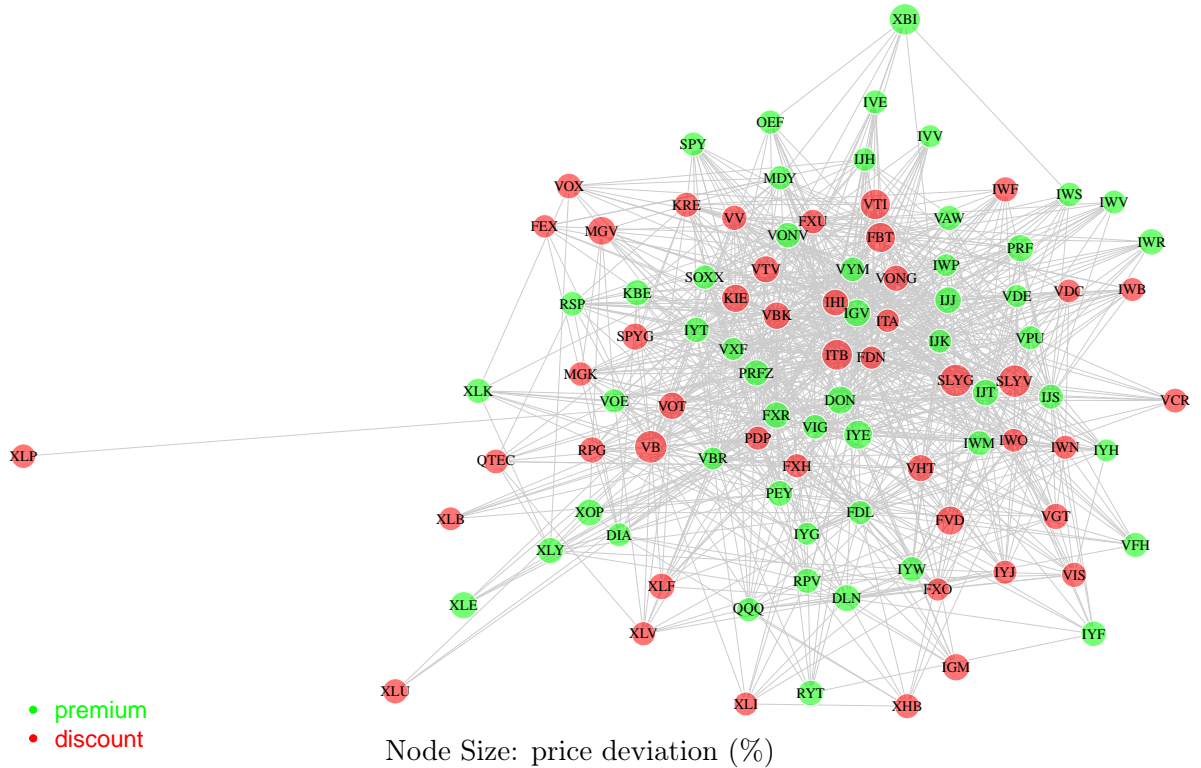 XBI
IVE
OEF
IVV
SPY
IJH
MDY
VOX
IWF
IWS
IWV
KRE
VTI
VV
FXU
VAW
FEX
MGV
VONV
FBT
PRF
IWR
VTV
VYM
IWP
SOXX
VONG
KBE
VDE
VDC
IWB
RSP
KIE
IHI
IJJ
IGV
VBK
ITA
IYT
SPYG
VPU
IJK
VXF
ITB
FDN
MGK
PRFZ
SLYG
SLYV
XLK
IJT
IJS
VOE
VOT
DON
VCR
FXR
VIG
IYE
PDP
IWM
IWO
IWN
VB
RPG
IYH
XLP
QTEC
VBR
FXH
VHT
PEY
XLB
XOP
FDL
FVD
VGT
DIA
IYG
VFH
XLY
IYW
IYJ
VIS
XLF
RPV
FXO
DLN
XLE
QQQ
XLV
IYF
IGM
XLU
RYT
XLI
XHB
premium
discount
Node Size: price deviation (%)